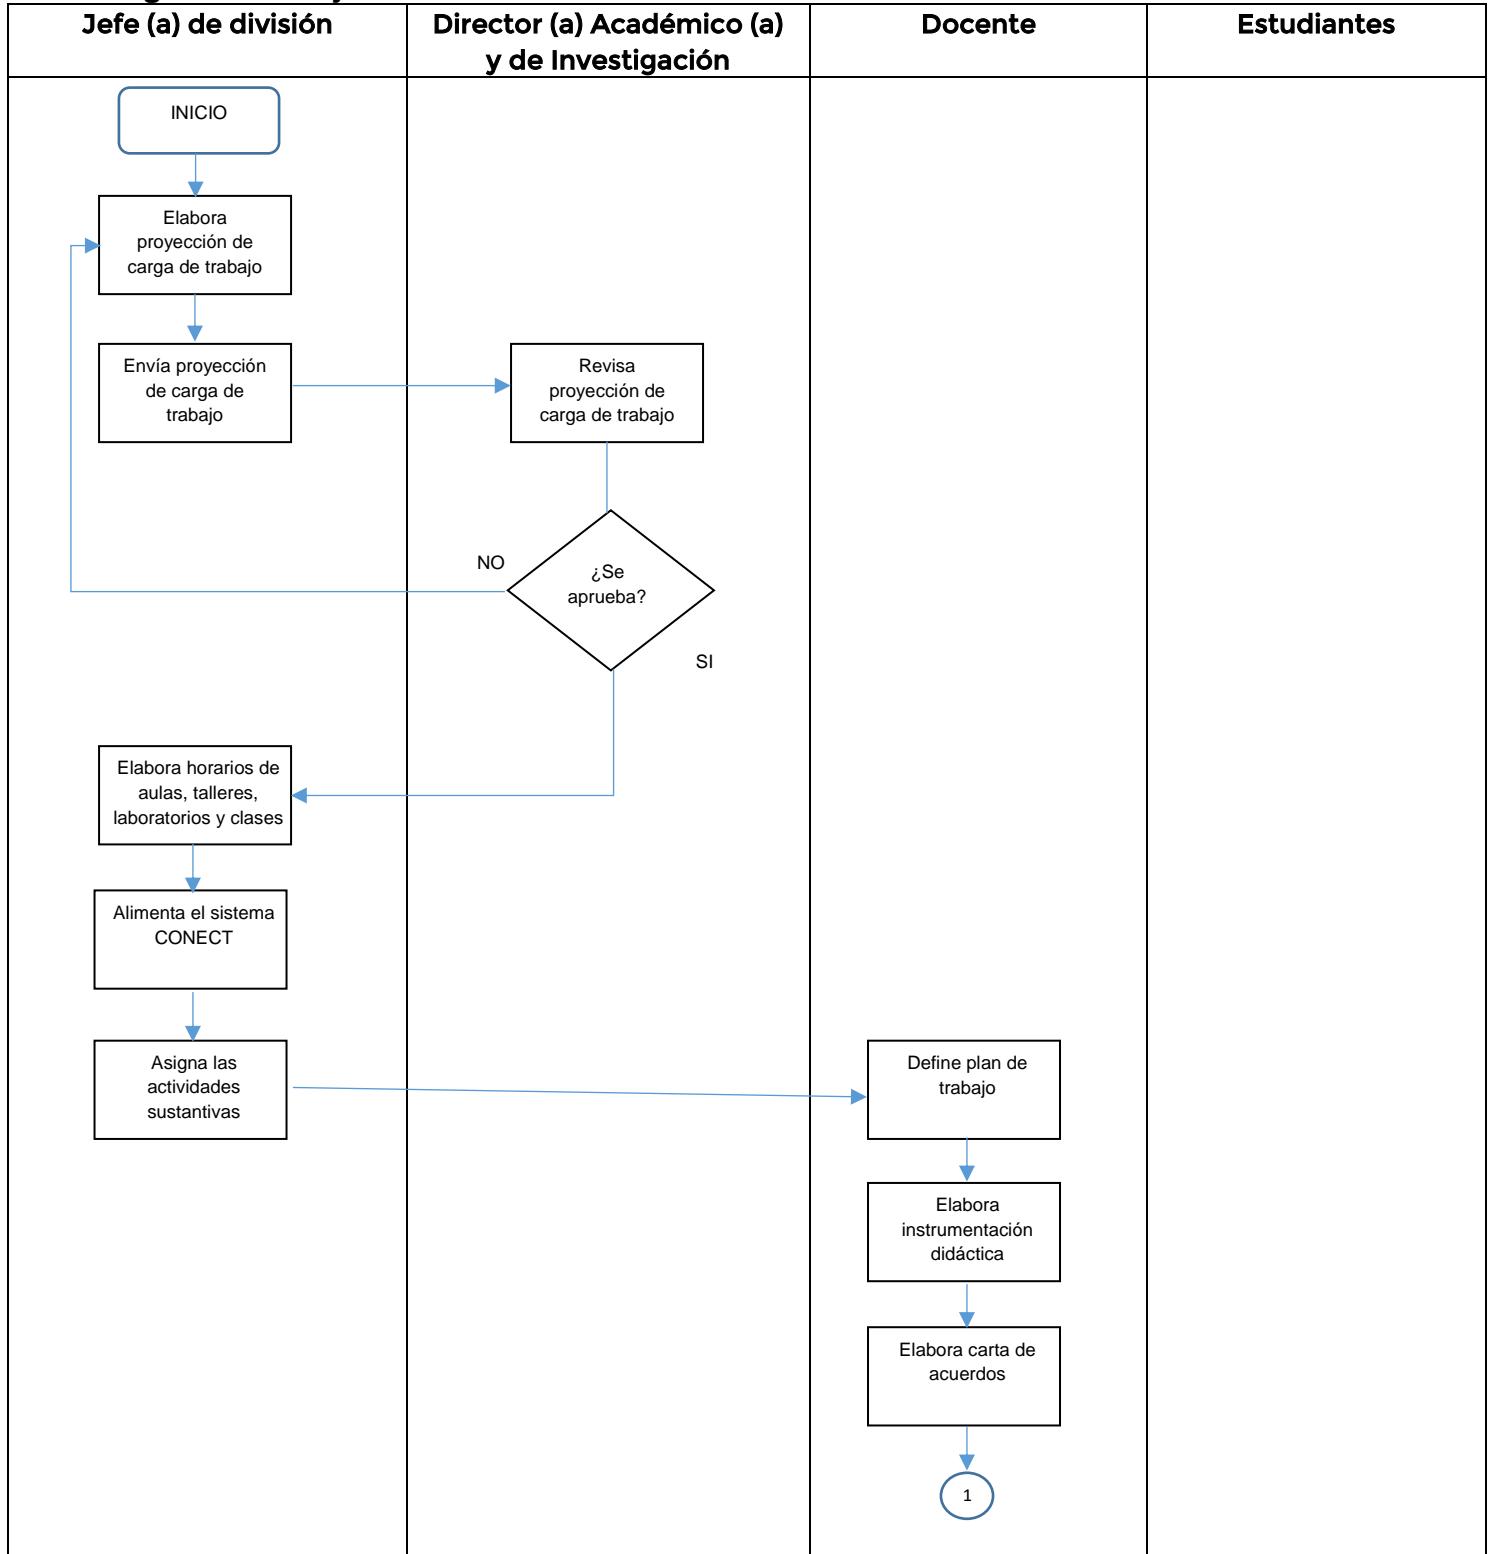 Jefe (a) de división
Director (a) Académico (a)
y de Investigación
Docente
Estudiantes
INICIO
Elabora
proyección de
carga de trabajo
Envía proyección
de carga de
trabajo
Revisa
proyección de
carga de trabajo
NO
¿Se
aprueba?
SI
Elabora horarios de
aulas, talleres,
laboratorios y clases
Alimenta el sistema
CONECT
Asigna las
actividades
sustantivas
Define plan de
trabajo
Elabora
instrumentación
didáctica
Elabora carta de
acuerdos
1